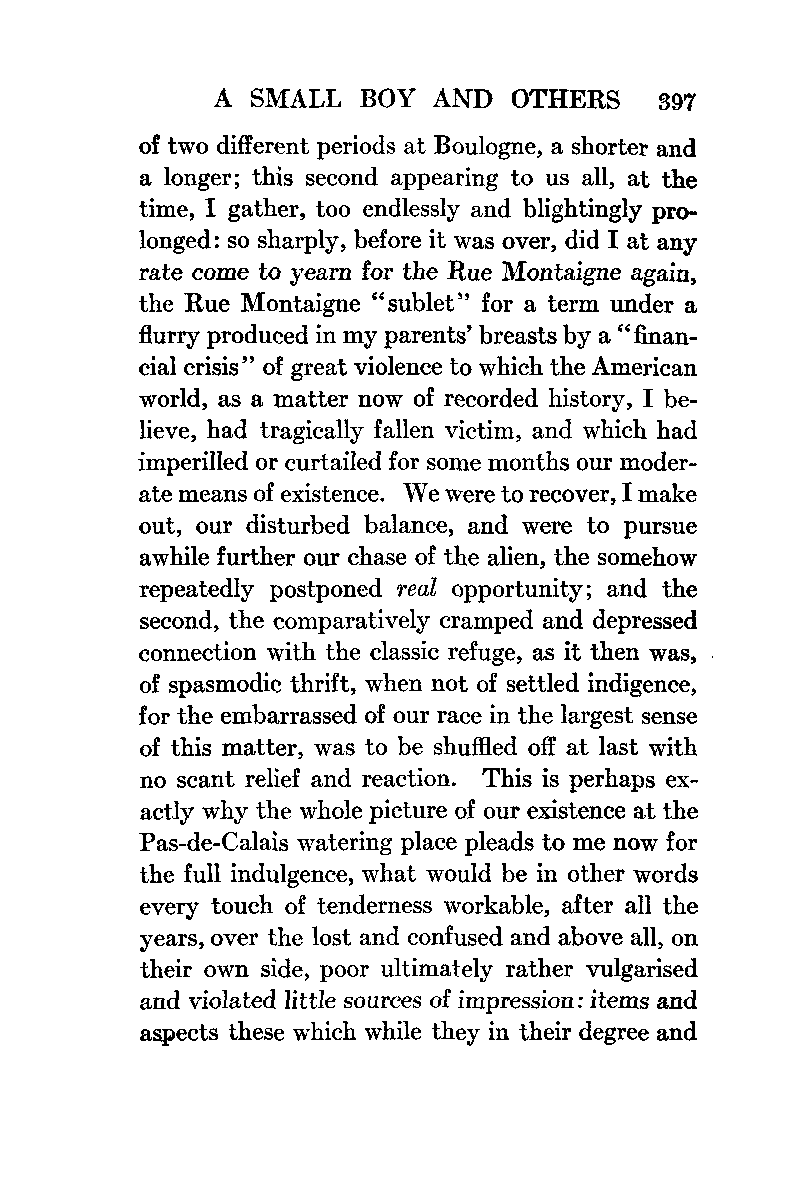 A SMALL BOY AND OTHERS 397
of two different periods at Boulogne, a shorter and
a longer; this second appearing to us all, at the
time, I gather, too endlessly and blightingly pro-
longed: so sharply, before it was over, did I at any
rate come to yearn for the Rue Montaigne again,
the Rue Montaigne “sublet” for a term under a
flurry produced in my parents’ breasts by a “finan-
cial crisis” of great violence to which the American
world, as a matter now of recorded history, I be-
lieve, had tragically fallen victim, and which had
imperilled or curtailed for some months our moder-
ate means of existence. We were to recover, I make
out, our disturbed balance, and were to pursue
awhile further our chase of the alien, the somehow
repeatedly postponed real opportunity; and the
second, the comparatively cramped and depressed
connection with the classic refuge, as it then was,
of spasmodic thrift, when not of settled indigence,
for the embarrassed of our race in the largest sense
of this matter, was to be shuffled off at last with
no scant relief and reaction. This is perhaps ex-
actly why the whole picture of our existence at the
Pas-de-Calais watering place pleads to me now for
the full indulgence, what would be in other words
every touch of tenderness workable, after all the
years, over the lost and confused and above all, on
their own side, poor ultimately rather vulgarised
and violated little sources of impression: items and
aspects these which while they in their degree and